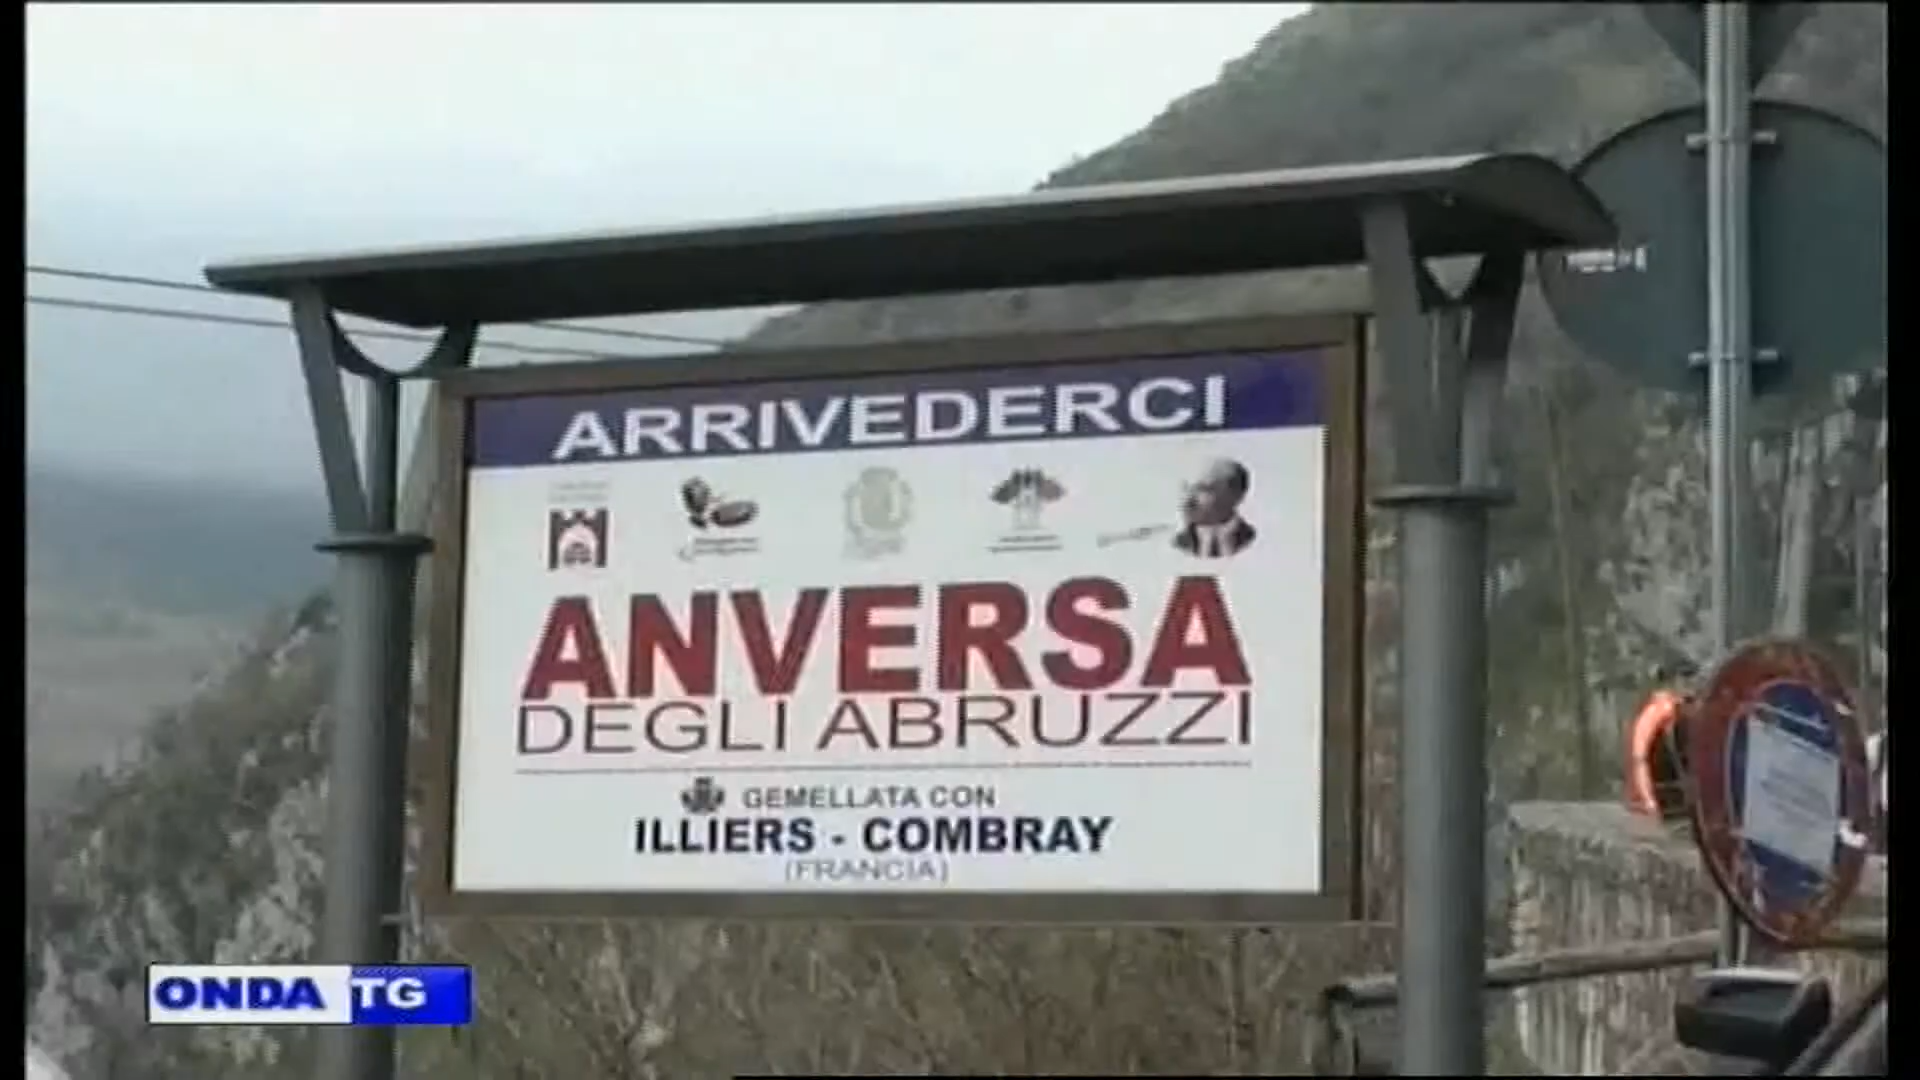 ARRIVEDERCI
ANVERSA
DEGLI ABRUZZI
GEMELLATA CON
ILLIERS - COMBRAY
(FRANCIA)
ONDA TG